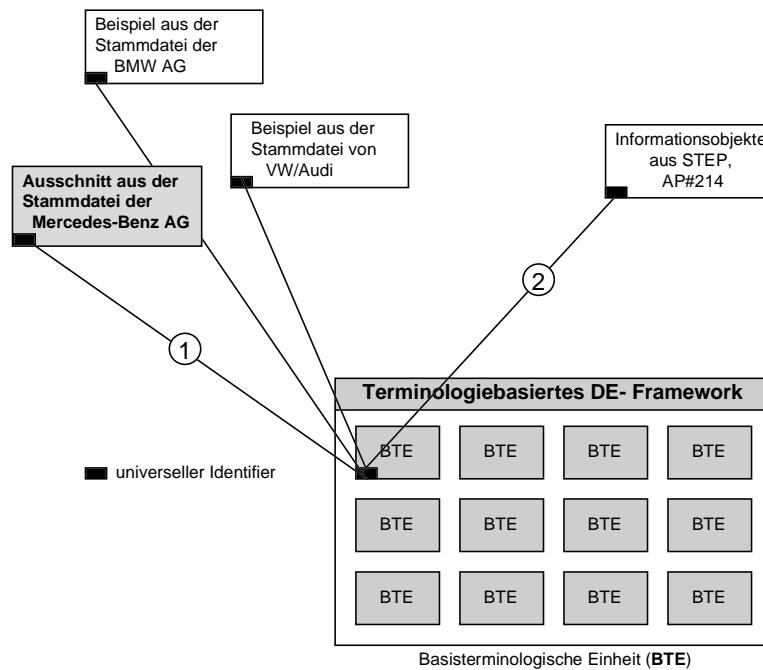 Beispiel aus der
Stammdatei der
BMW AG
Beispiel aus der
Stammdatei von
VW/Audi
Informationsobjekte
aus STEP,
AP#214
Ausschnitt aus der
Stammdatei der
Mercedes-Benz AG
2
1
Terminologiebasiertes DE- Framework
BTE BTE BTE BTE
universeller Identifier
BTE BTE BTE BTE
BTE BTE BTE BTE
Basisterminologische Einheit (BTE)